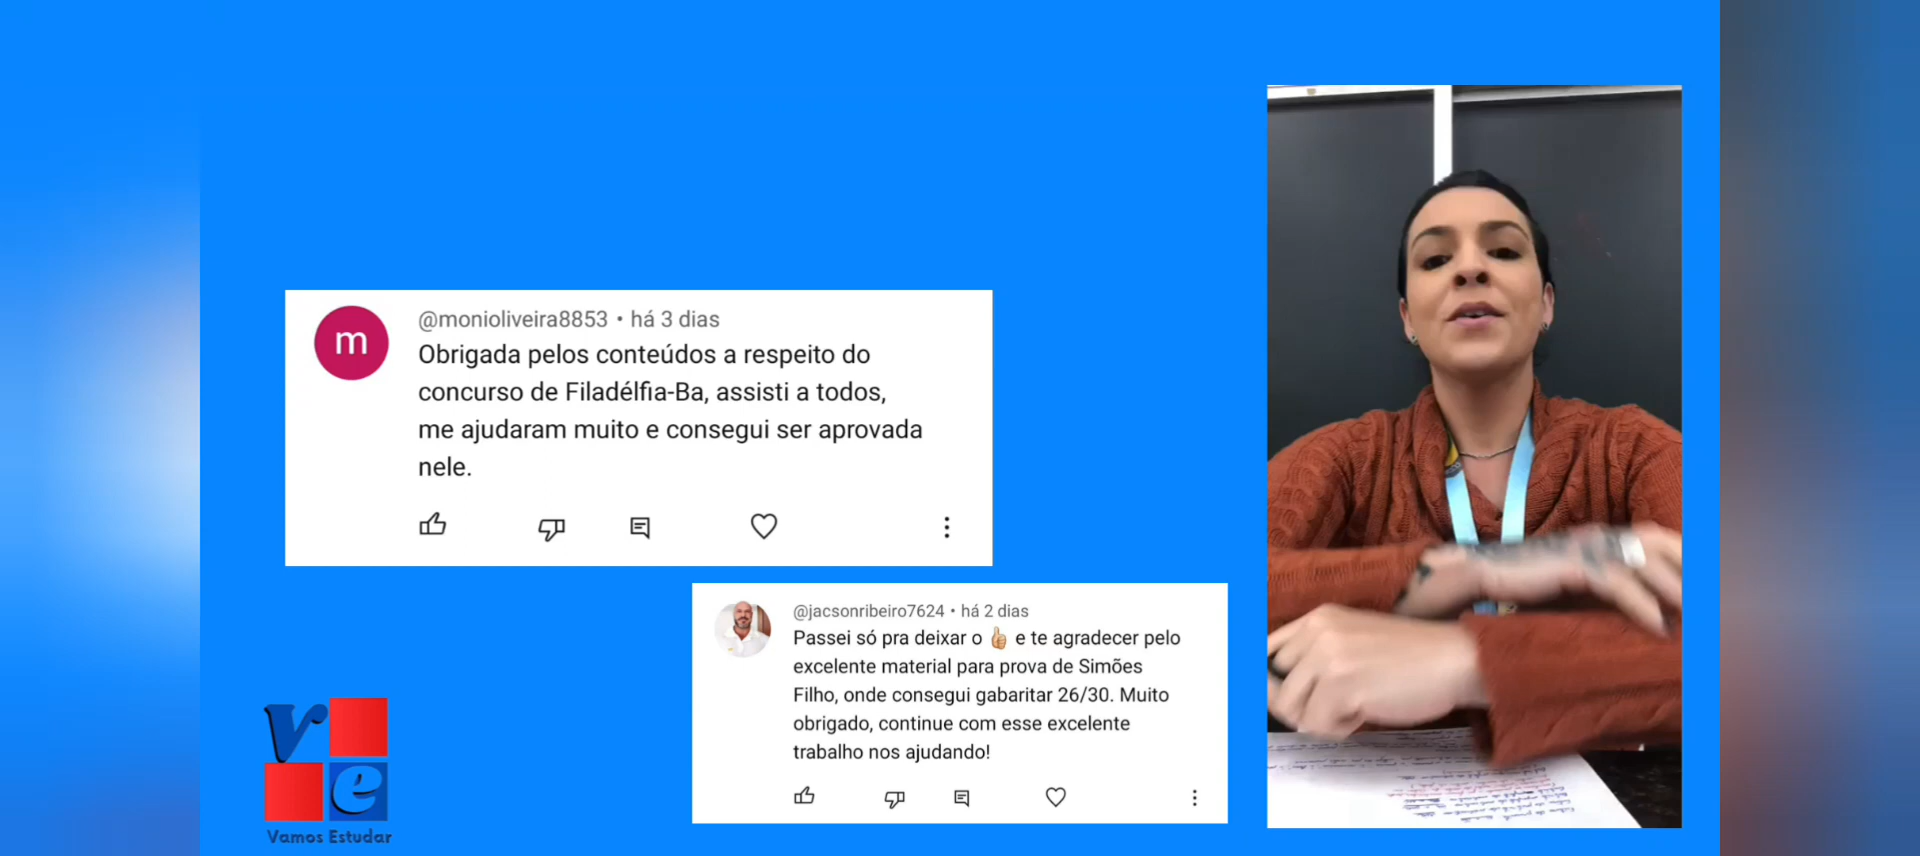 m
@monioliveira8853 • há 3 dias
Obrigada pelos conteúdos a respeito do
concurso de Filadélfia-Ba, assisti a todos,
me ajudaram muito e consegui ser aprovada
nele.
@jacsonribeiro7624 • há 2 dias
Passei só pra deixar o 👍🏼 e te agradecer pelo
excelente material para prova de Simões
Filho, onde consegui gabaritar 26/30. Muito
obrigado, continue com esse excelente
trabalho nos ajudando!
v
e
Vamos Estudar